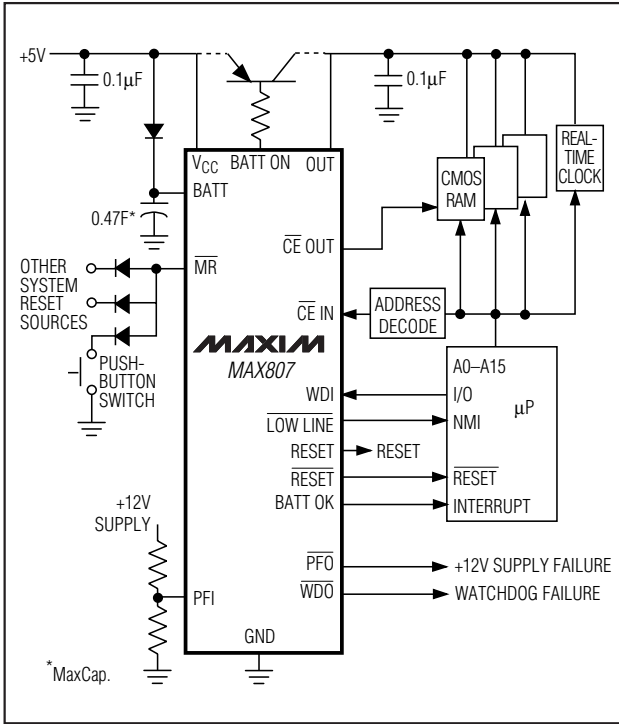 +5V
0.1µF
0.1µF
VCC
BATT ON
OUT
BATT
0.47F*
CMOS
RAM
REAL-
TIME
CLOCK
CE OUT
OTHER
SYSTEM
RESET
SOURCES
MR
CE IN
ADDRESS
DECODE
MAXIM
MAX807
PUSH-
BUTTON
SWITCH
A0–A15
WDI
I/O
µP
LOW LINE
NMI
RESET
RESET
RESET
RESET
BATT OK
INTERRUPT
+12V
SUPPLY
PFO
+12V SUPPLY FAILURE
PFI
WDO
WATCHDOG FAILURE
GND
*MaxCap.